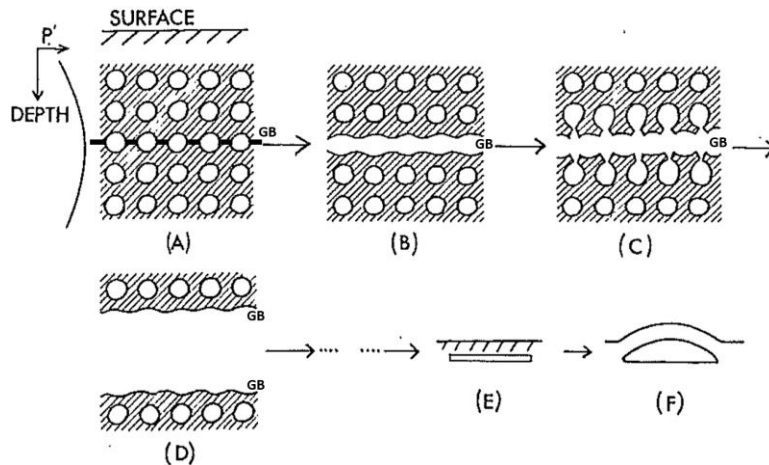 SURFACE
P'
DEPTH
GB
GB
GB
(A)
(B)
(C)
GB
GB
(D)
(E)
(F)